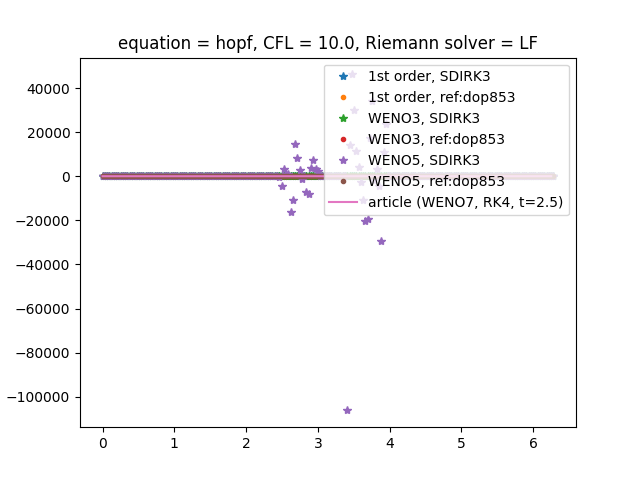 equation = hopf, CFL = 10.0, Riemann solver = LF
1st order, SDIRK3
1st order, ref:dop853
WENO3, SDIRK3
WENO3, ref:dop853
WENO5, SDIRK3
WENO5, ref:dop853
article (WENO7, RK4, t=2.5)
40000
20000
0
−20000
−40000
−60000
−80000
−100000
0 1 2 3 4 5 6